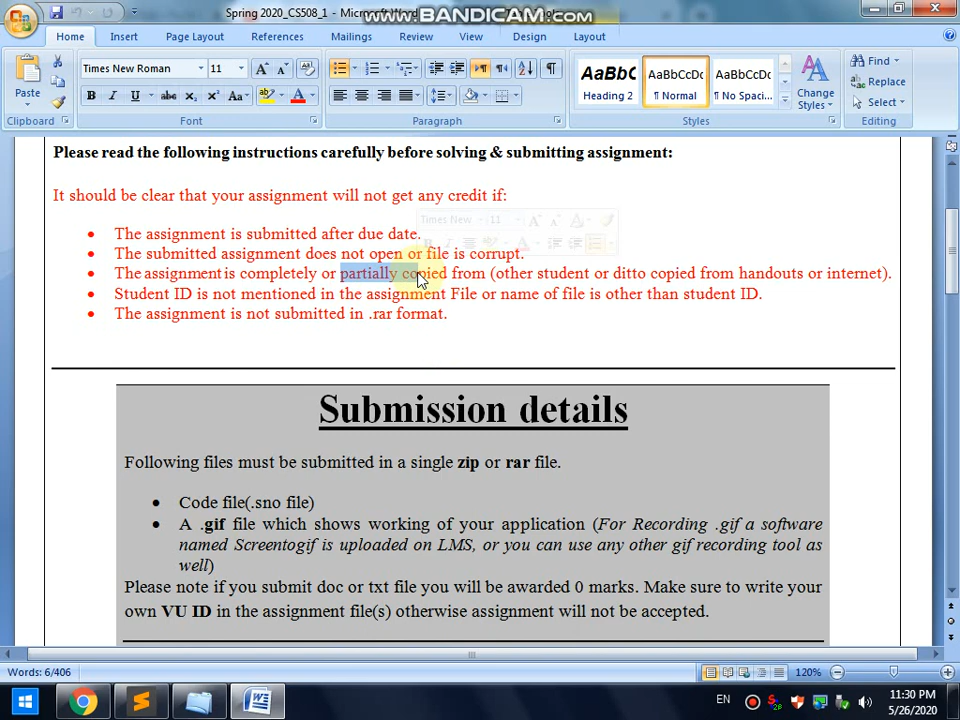 Spring 2020_CS508_1 - Microsoft W
www.BANDICAM.com
Home Insert Page Layout References Mailings Review View Design Layout
Times New Roman 11 Find
Paste Replace
B I U abc x₂ x² Aa A Heading 2 ¶ Normal ¶ No Spaci... Change Styles Select
AaBbC AaBbCcDc AaBbCcDc
Clipboard Font Paragraph Styles Editing
Please read the following instructions carefully before solving & submitting assignment:
It should be clear that your assignment will not get any credit if:
Times New 11
• The assignment is submitted after due date.
• The submitted assignment does not open or file is corrupt.
• The assignment is completely or partially copied from (other student or ditto copied from handouts or internet).
• Student ID is not mentioned in the assignment File or name of file is other than student ID.
• The assignment is not submitted in .rar format.
Submission details
Following files must be submitted in a single zip or rar file.
• Code file(.sno file)
• A .gif file which shows working of your application (For Recording .gif a software
named Screentogif is uploaded on LMS, or you can use any other gif recording tool as
well)
Please note if you submit doc or txt file you will be awarded 0 marks. Make sure to write your
own VU ID in the assignment file(s) otherwise assignment will not be accepted.
Words: 6/406 120%
EN 11:30 PM
5/26/2020